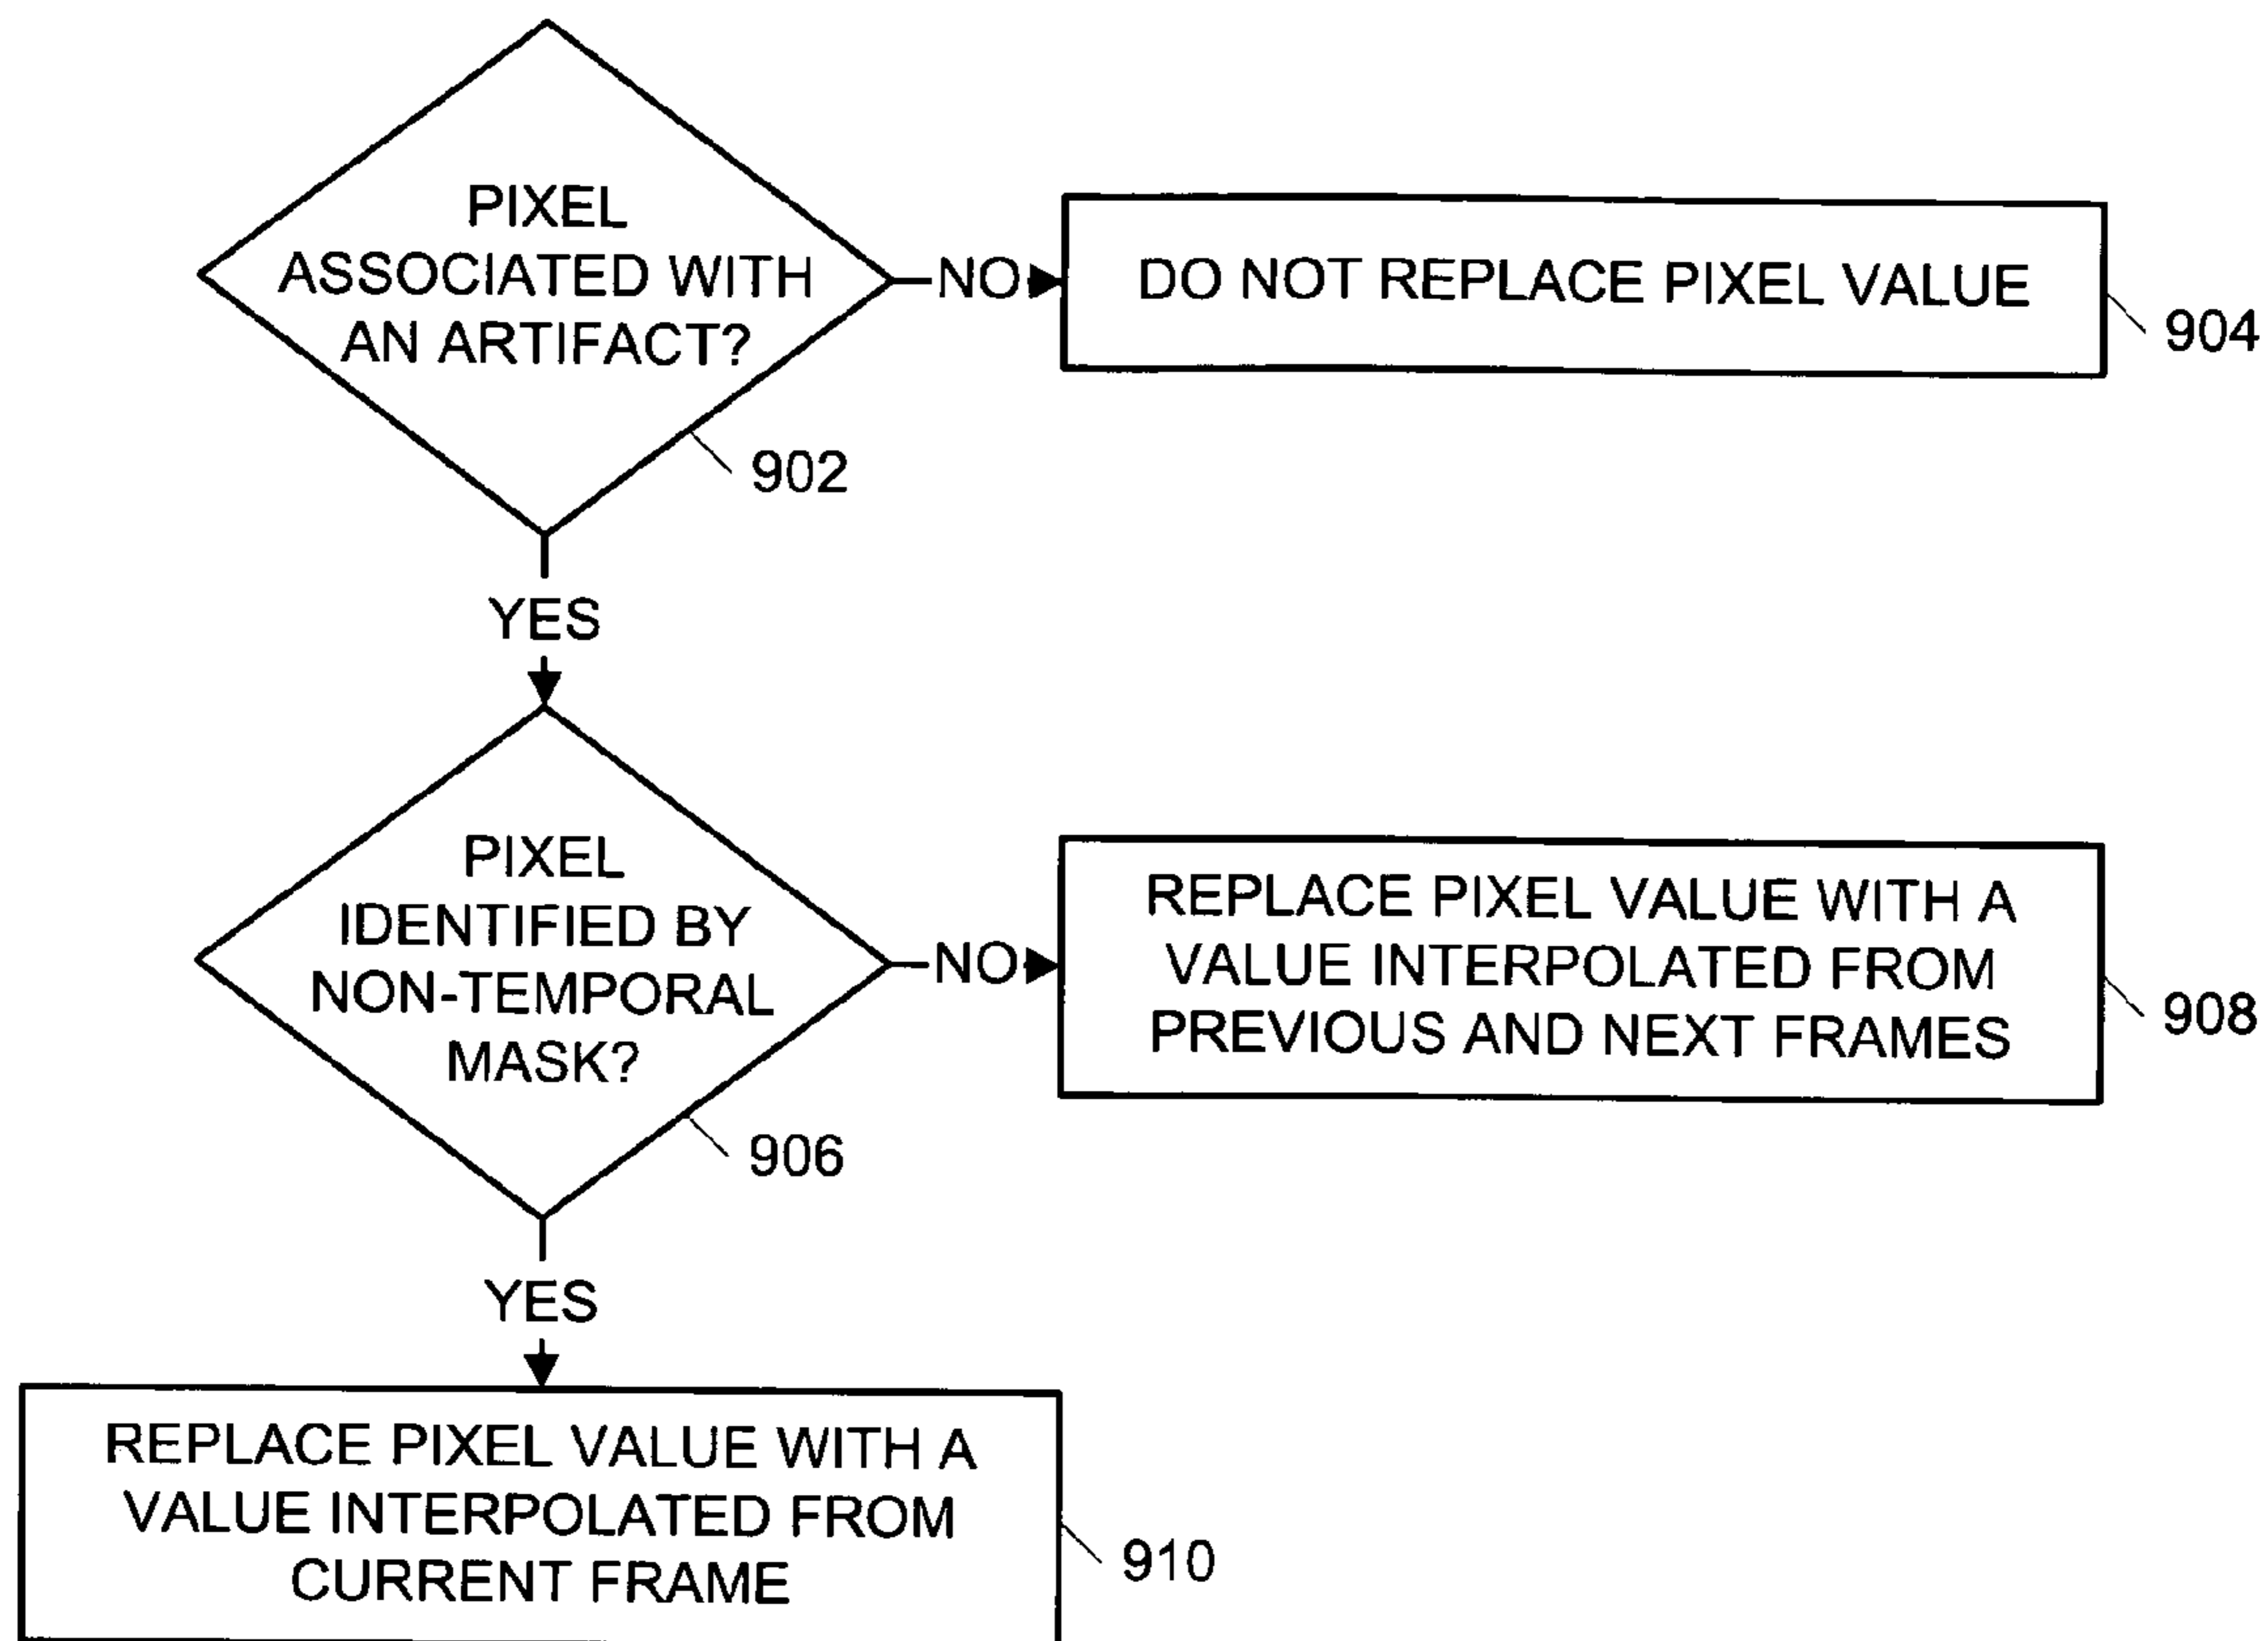 PIXEL
ASSOCIATED WITH
AN ARTIFACT?
902
NO
DO NOT REPLACE PIXEL VALUE
904
YES
PIXEL
IDENTIFIED BY
NON-TEMPORAL
MASK?
906
NO
REPLACE PIXEL VALUE WITH A
VALUE INTERPOLATED FROM
PREVIOUS AND NEXT FRAMES
908
YES
REPLACE PIXEL VALUE WITH A
VALUE INTERPOLATED FROM
CURRENT FRAME
910